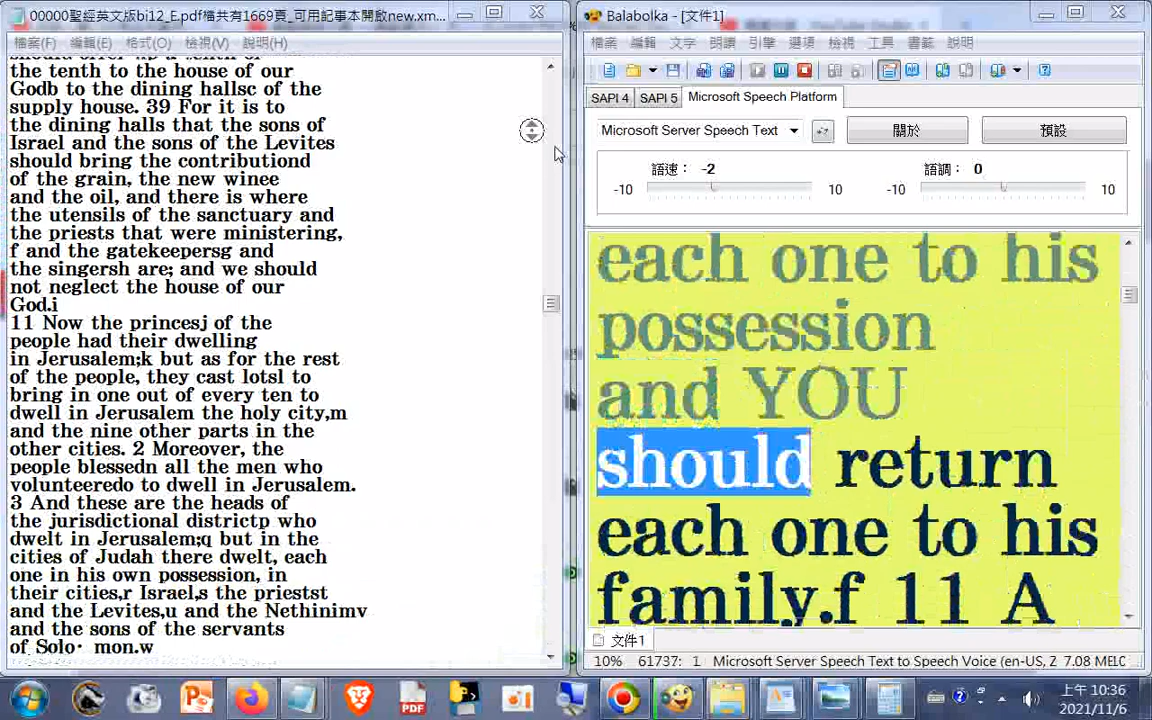 00000聖經英文版bi12_E.pdf檔共有1669頁_可用記事本開啟new.xm...
檔案(F) 編輯(E) 格式(O) 檢視(V) 說明(H)
should offer up a tenth of
the tenth to the house of our
Godb to the dining hallsc of the
supply house. 39 For it is to
the dining halls that the sons of
Israel and the sons of the Levites
should bring the contributiond
of the grain, the new winee
and the oil, and there is where
the utensils of the sanctuary and
the priests that were ministering,
f and the gatekeepersg and
the singersh are; and we should
not neglect the house of our
God.i
11 Now the princesj of the
people had their dwelling
in Jerusalem;k but as for the rest
of the people, they cast lotsl to
bring in one out of every ten to
dwell in Jerusalem the holy city,m
and the nine other parts in the
other cities. 2 Moreover, the
people blessedn all the men who
volunteeredo to dwell in Jerusalem.
3 And these are the heads of
the jurisdictional districtp who
dwelt in Jerusalem;q but in the
cities of Judah there dwelt, each
one in his own possession, in
their cities,r Israel,s the priestst
and the Levites,u and the Nethinimv
and the sons of the servants
of Solo· mon.w
Balabolka - [文件1]
檔案 編輯 文字 朗讀 引擎 選項 檢視 工具 書籤 說明
SAPI 4 SAPI 5 Microsoft Speech Platform
Microsoft Server Speech Text 關於 預設
語速： -2 語調： 0
-10 10 -10 10
each one to his
possession
and YOU
should return
each one to his
family.f 11 A
文件1
10% 61737: 1 Microsoft Server Speech Text to Speech Voice (en-US, Z 7.08 MELC
PDF
上午 10:36
2021/11/6